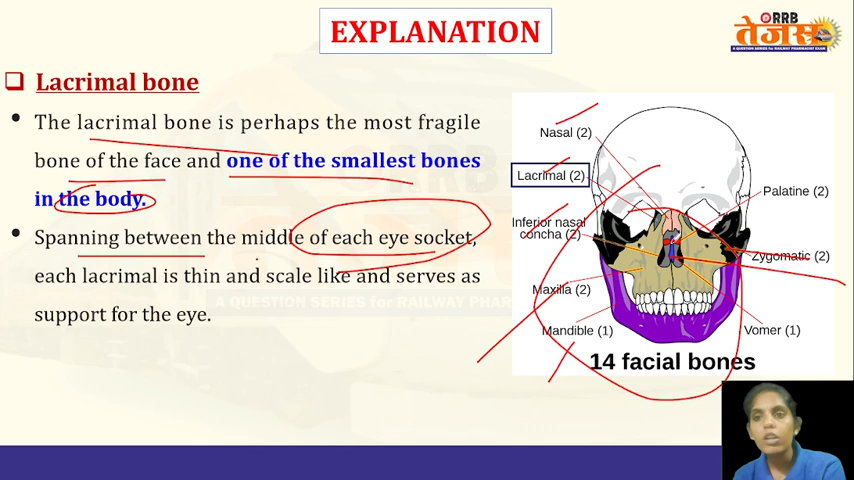 EXPLANATION
RRB
तेजस
A QUESTION SERIES for RAILWAY PHARMACIST EXAM
Lacrimal bone
The lacrimal bone is perhaps the most fragile
bone of the face and one of the smallest bones
in the body.
Spanning between the middle of each eye socket,
each lacrimal is thin and scale like and serves as
support for the eye.
Nasal (2)
Lacrimal (2)
Inferior nasal
concha (2)
Maxilla (2)
Mandible (1)
Palatine (2)
Zygomatic (2)
Vomer (1)
14 facial bones